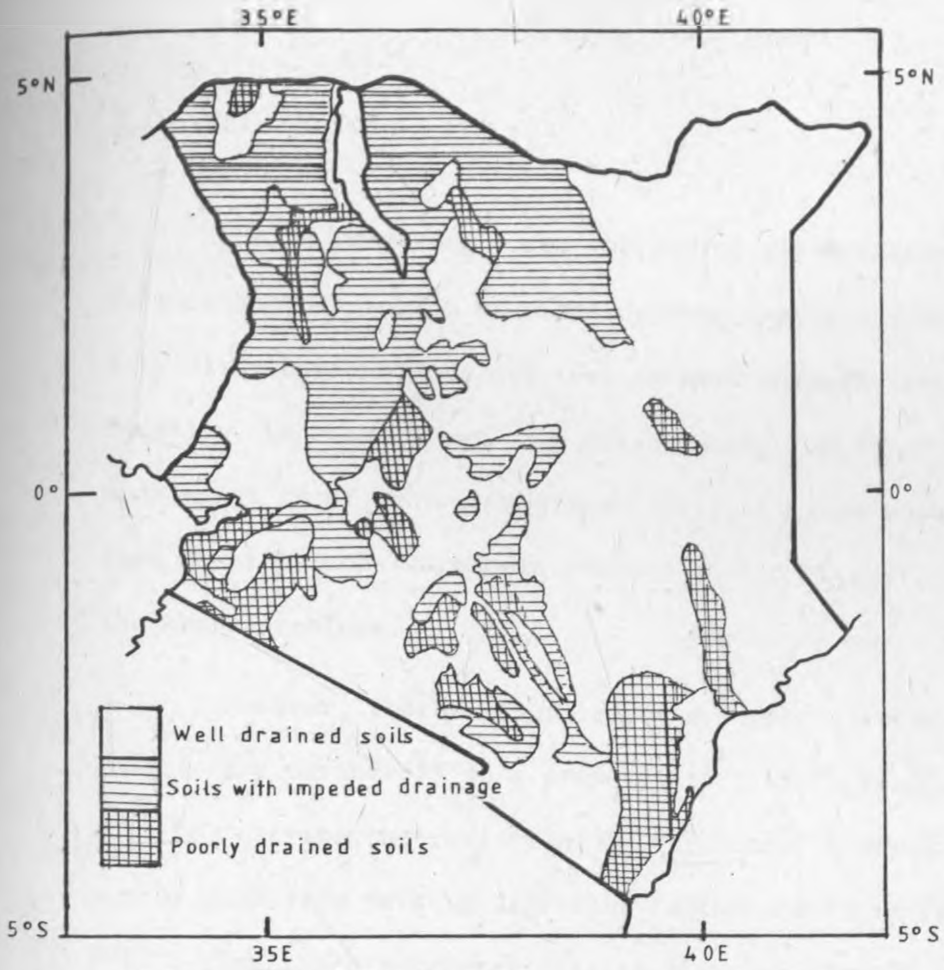 35°E 40°E
5°N 5°N
0° 0°
Well drained soils
Soils with impeded drainage
Poorly drained soils
5°S 5°S
35E 40E